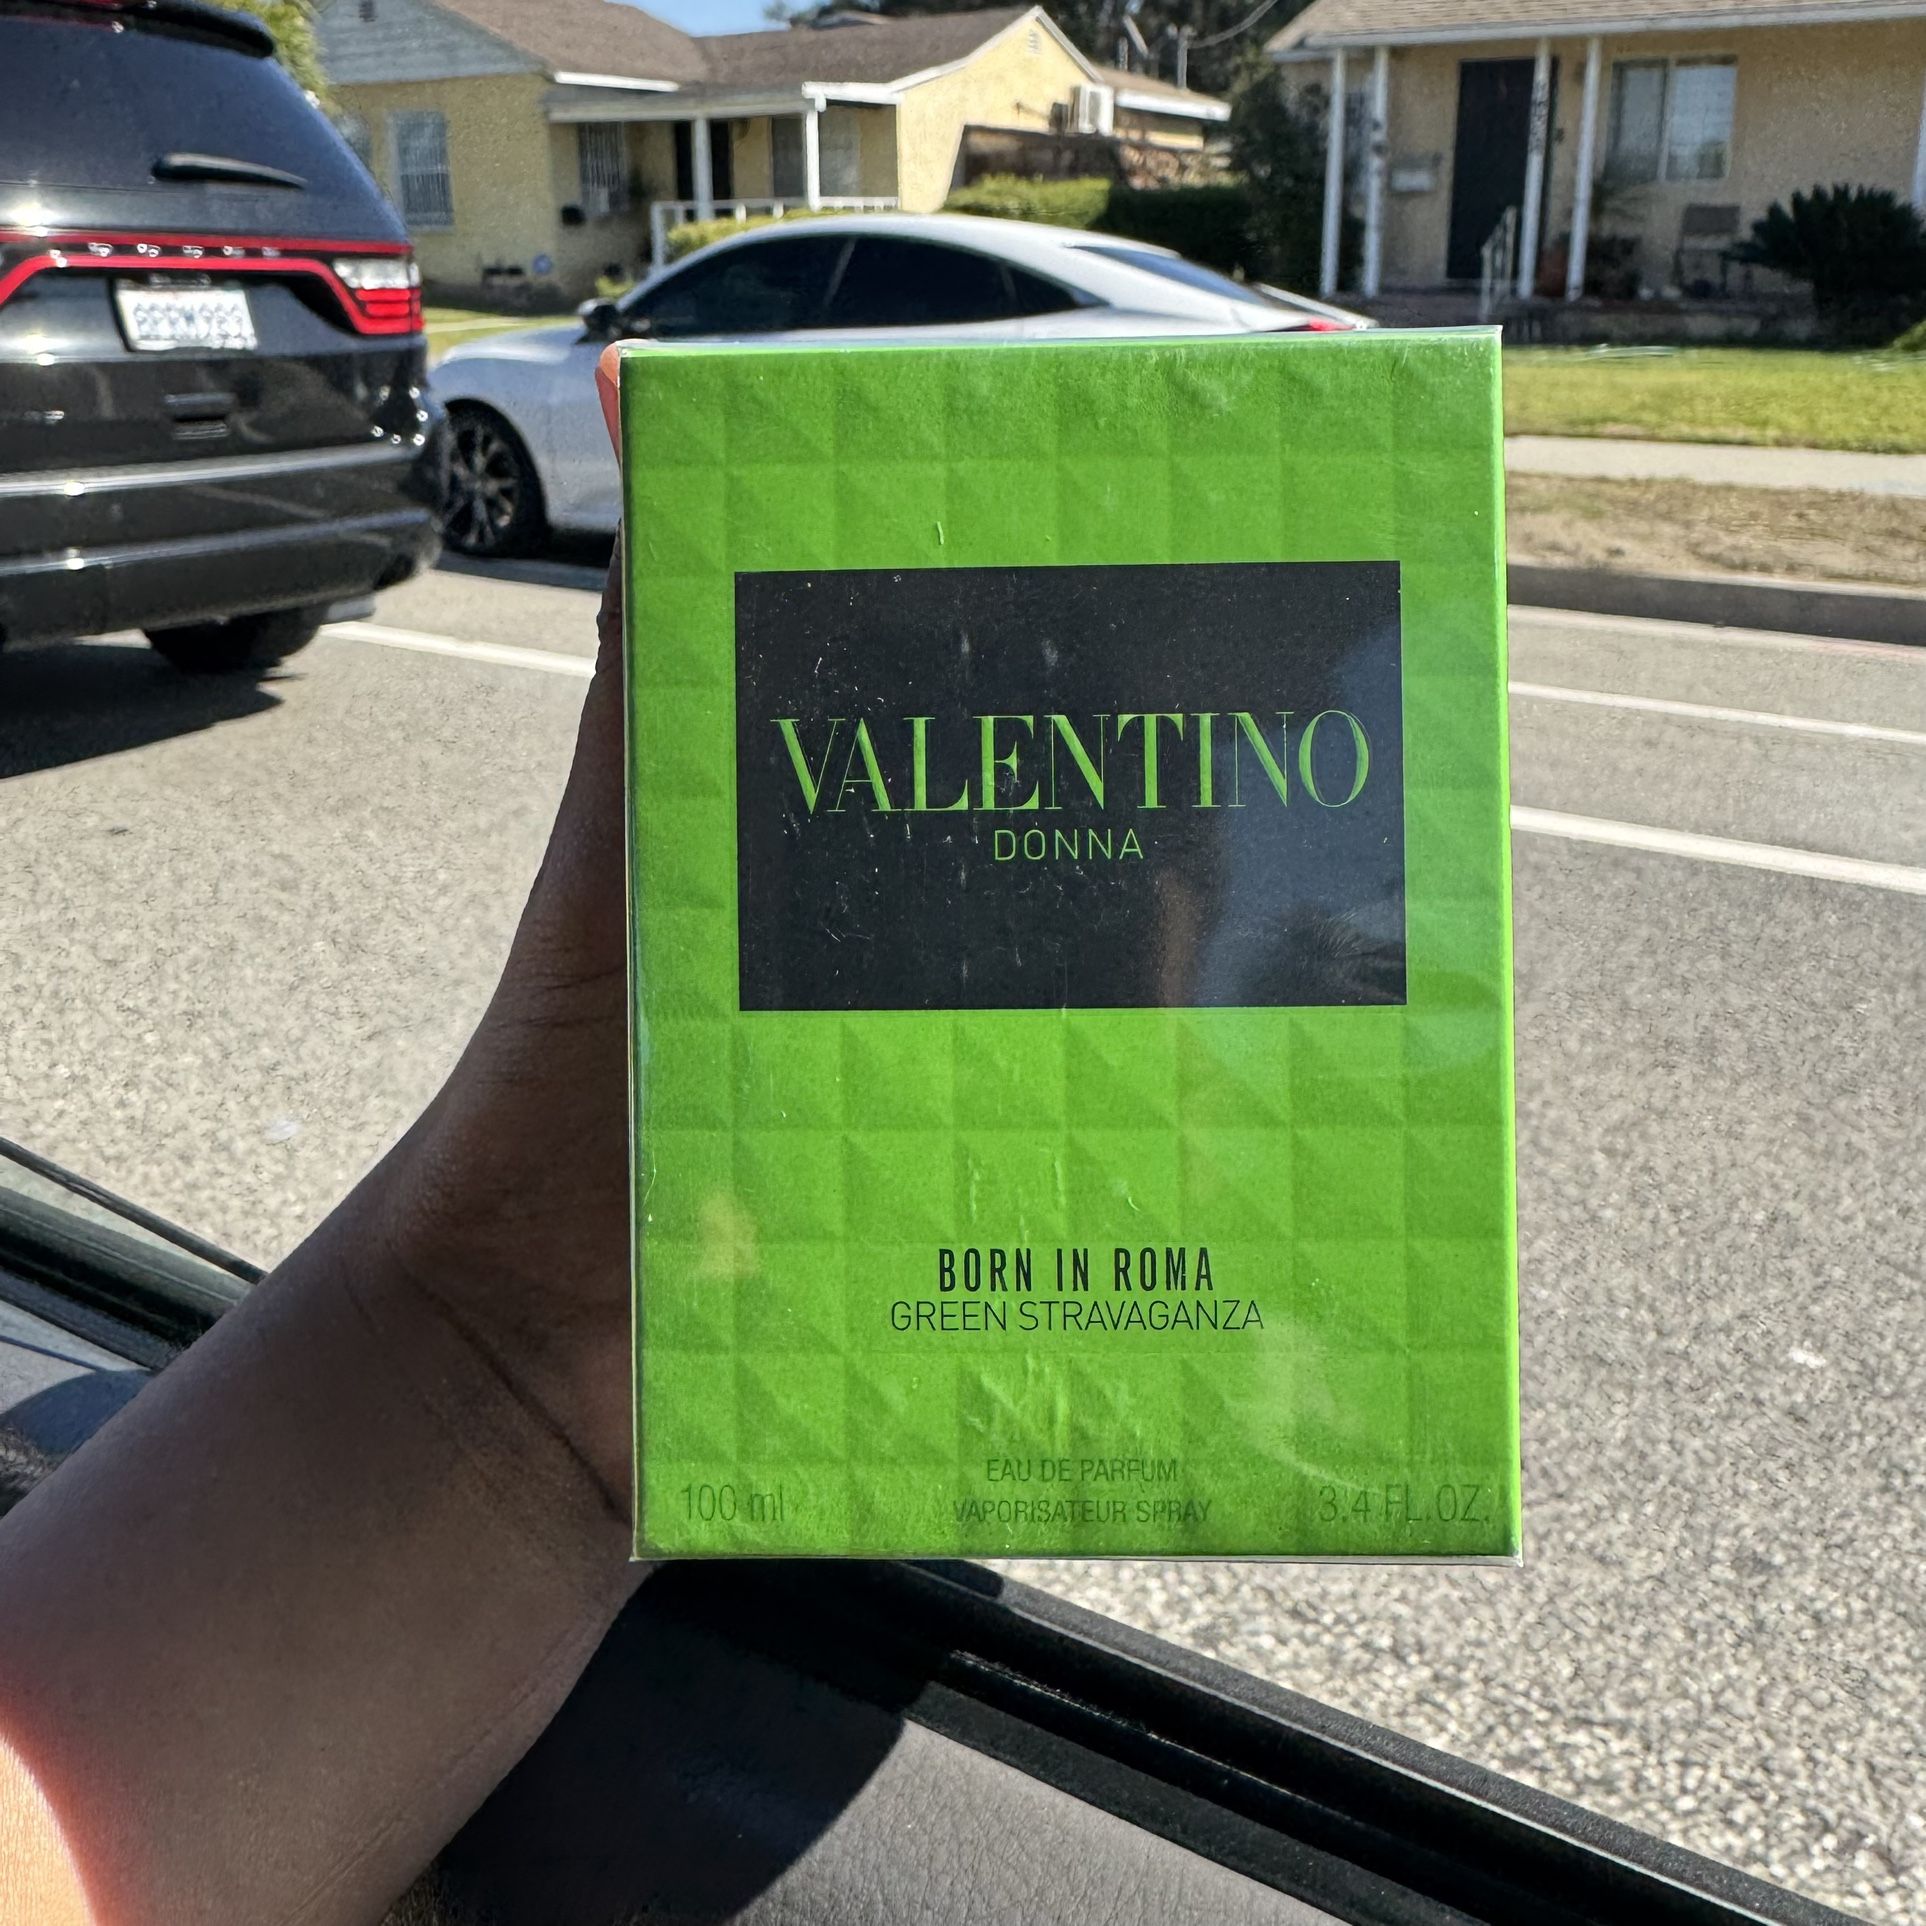 VALENTINO
DONNA
BORN IN ROMA
GREEN STRAVAGANZA
EAU DE PARFUM
100 ml VAPORISATEUR SPRAY 3.4 FL.OZ.